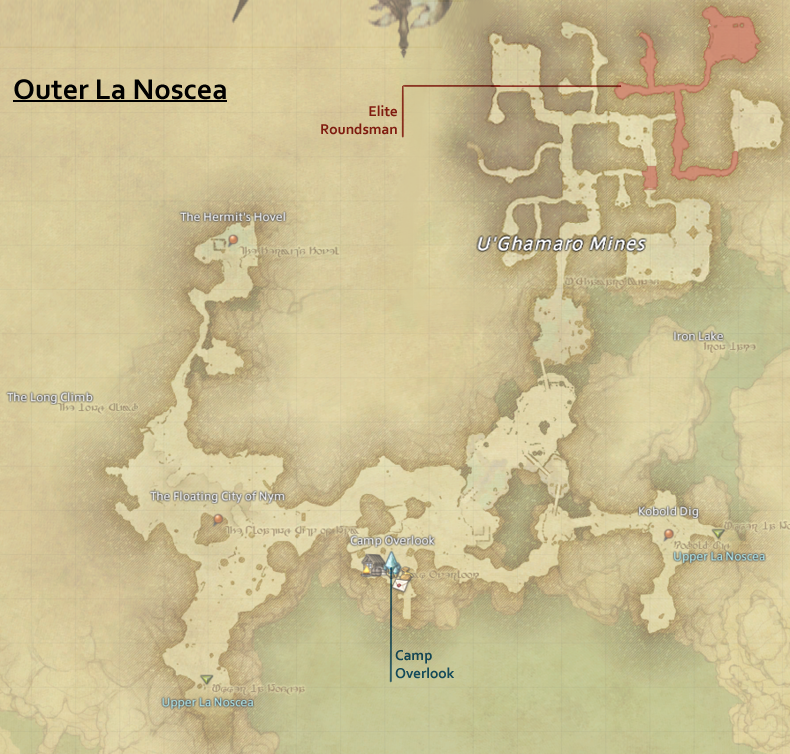 Outer La Noscea
Elite
Roundsman
The Hermit's Hovel
U'Ghamaro Mines
Iron Lake
The Long Climb
The Floating City of Nym
Kobold Dig
Camp Overlook
Upper La Noscea
Camp
Overlook
Upper La Noscea